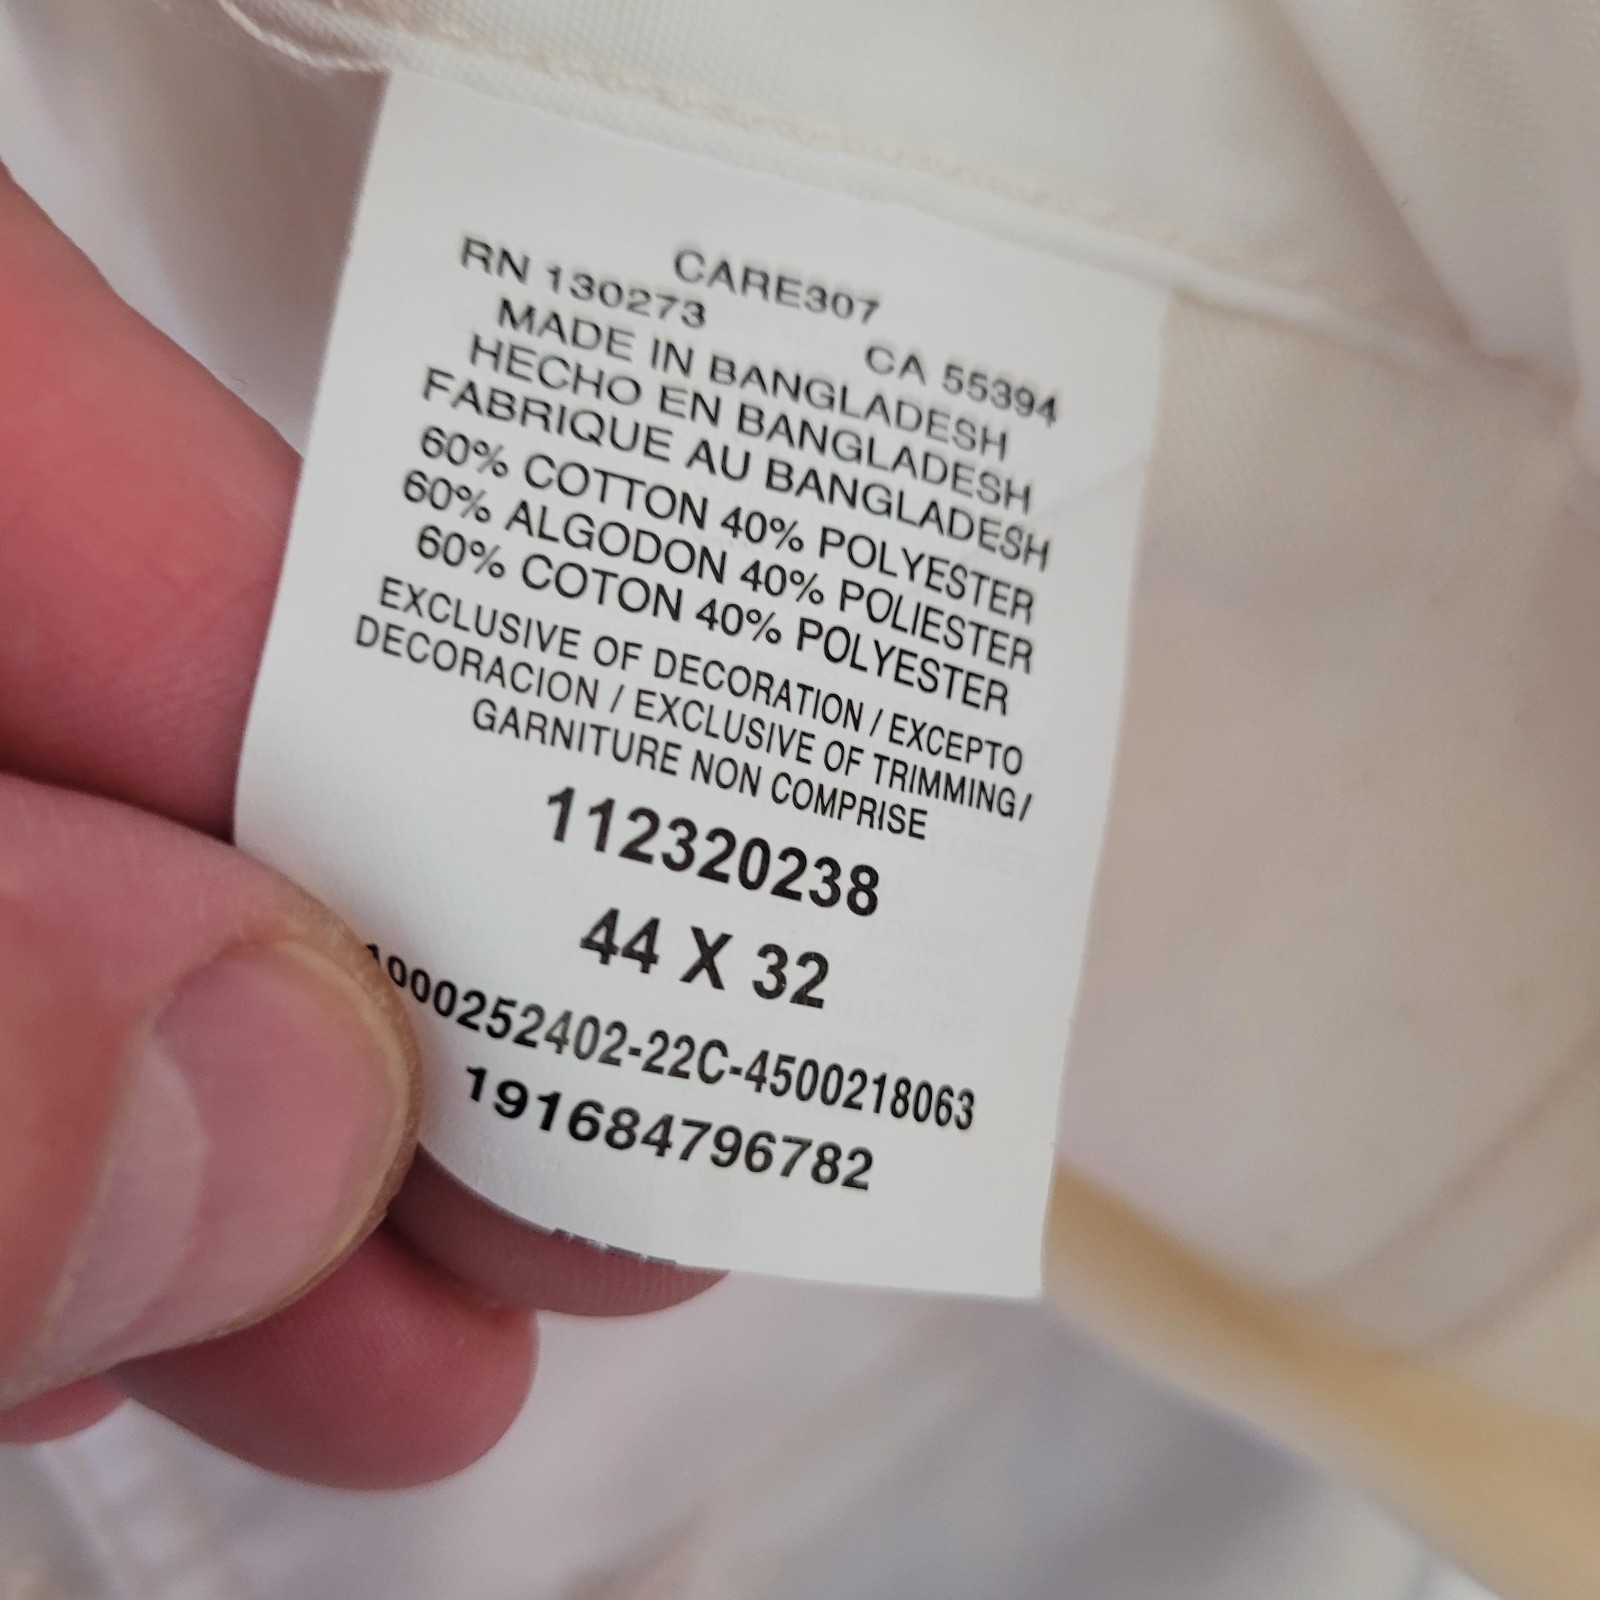 CARE307
RN 130273 CA 55394
MADE IN BANGLADESH
HECHO EN BANGLADESH
FABRIQUE AU BANGLADESH
60% COTTON 40% POLYESTER
60% ALGODON 40% POLIESTER
60% COTON 40% POLYESTER
EXCLUSIVE OF DECORATION / EXCEPTO
DECORACION / EXCLUSIVE OF TRIMMING/
GARNITURE NON COMPRISE
112320238
44 X 32
000252402-22C-4500218063
191684796782